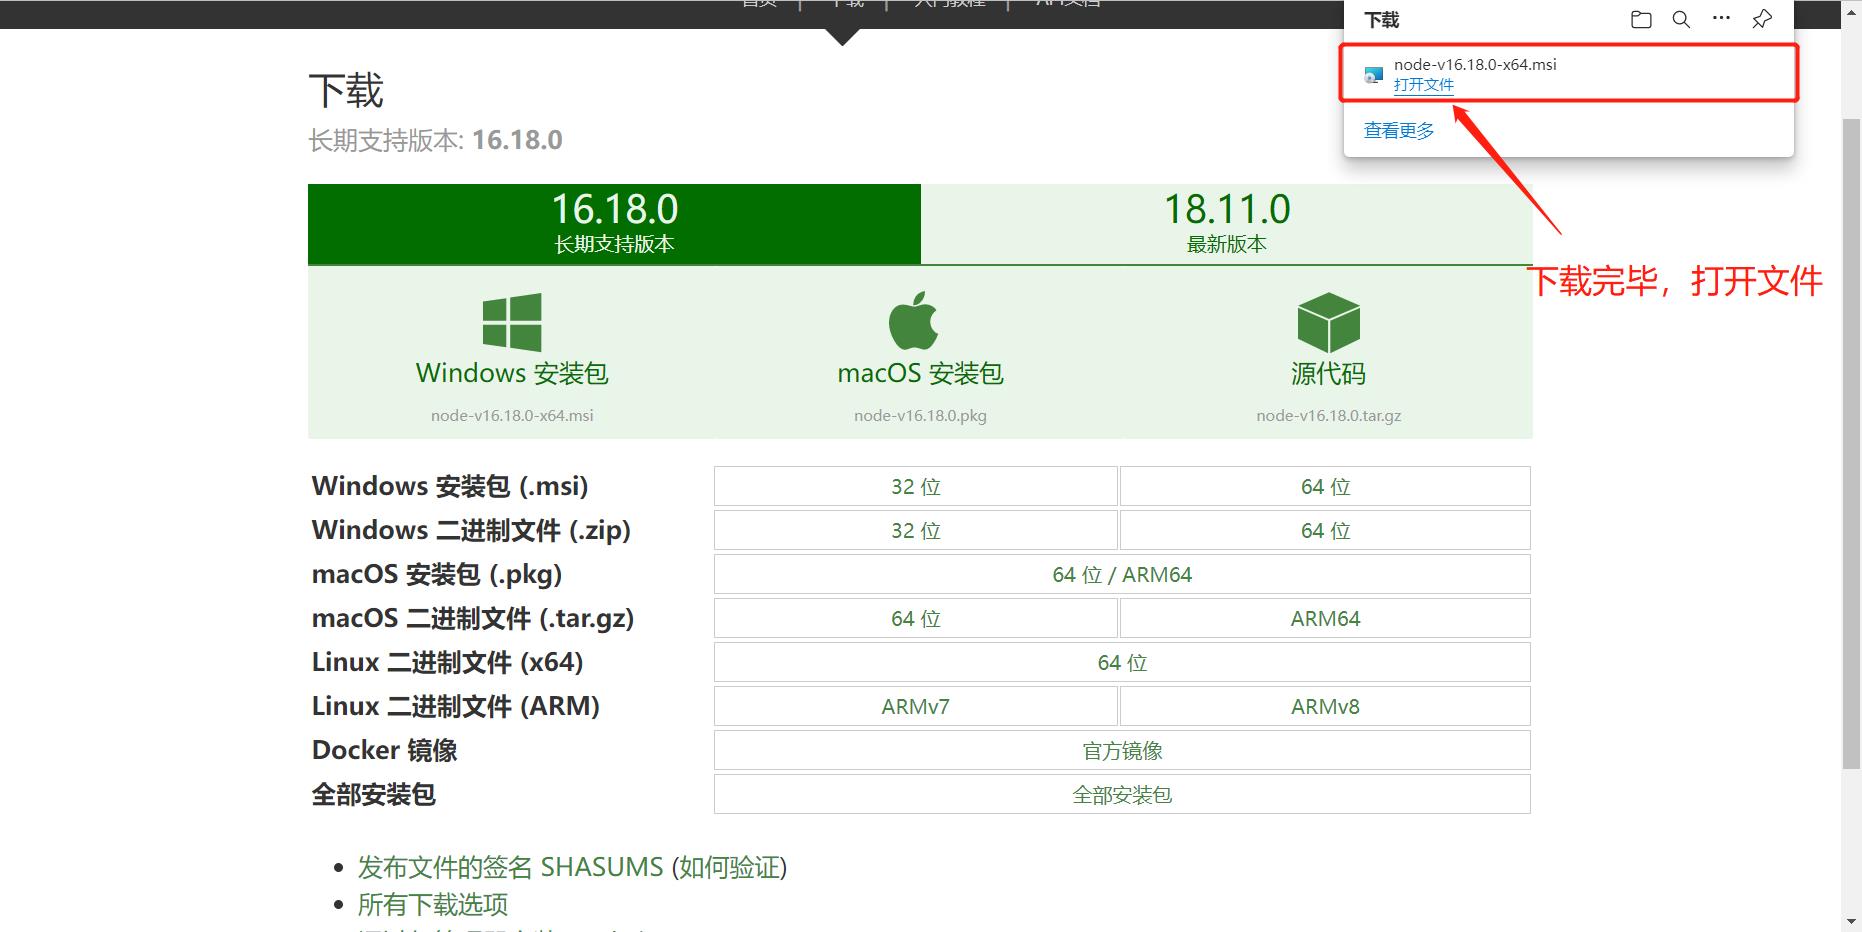 下载
node-v16.18.0-x64.msi
打开文件
查看更多
下载完毕，打开文件
下载
长期支持版本: 16.18.0
16.18.0
长期支持版本
18.11.0
最新版本
Windows 安装包
node-v16.18.0-x64.msi
macOS 安装包
node-v16.18.0.pkg
源代码
node-v16.18.0.tar.gz
Windows 安装包 (.msi) 32 位 64 位
Windows 二进制文件 (.zip) 32 位 64 位
macOS 安装包 (.pkg) 64 位 / ARM64
macOS 二进制文件 (.tar.gz) 64 位 ARM64
Linux 二进制文件 (x64) 64 位
Linux 二进制文件 (ARM) ARMv7 ARMv8
Docker 镜像 官方镜像
全部安装包 全部安装包
发布文件的签名 SHASUMS (如何验证)
所有下载选项